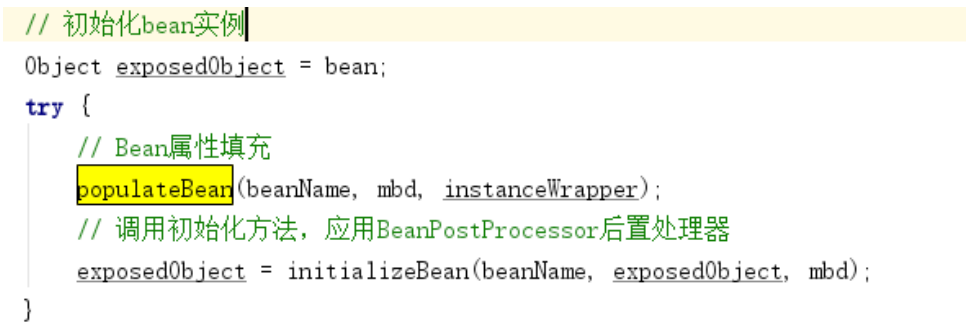 // 初始化bean实例
Object exposedObject = bean;
try {
// Bean属性填充
populateBean(beanName, mbd, instanceWrapper);
// 调用初始化方法，应用BeanPostProcessor后置处理器
exposedObject = initializeBean(beanName, exposedObject, mbd);
}